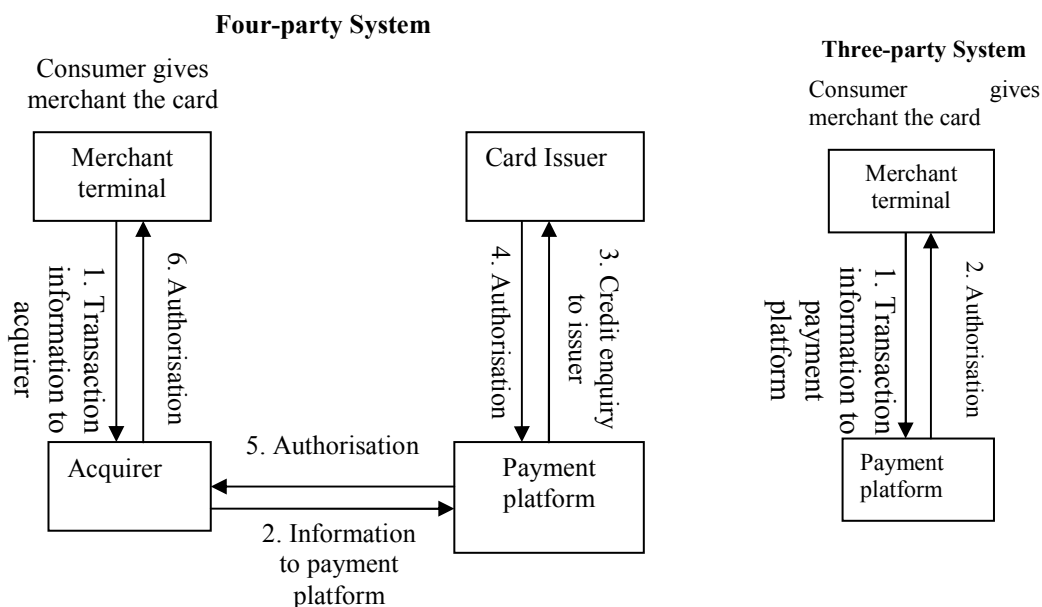 Four-party System
Consumer gives
merchant the card
Merchant
terminal
Card Issuer
1. Transaction
information to
acquirer
6. Authorisation
4. Authorisation
3. Credit enquiry
to issuer
Acquirer
5. Authorisation
Payment
platform
2. Information
to payment
platform
Three-party System
Consumer gives
merchant the card
Merchant
terminal
1. Transaction
information to
payment
platform
2. Authorisation
Payment
platform